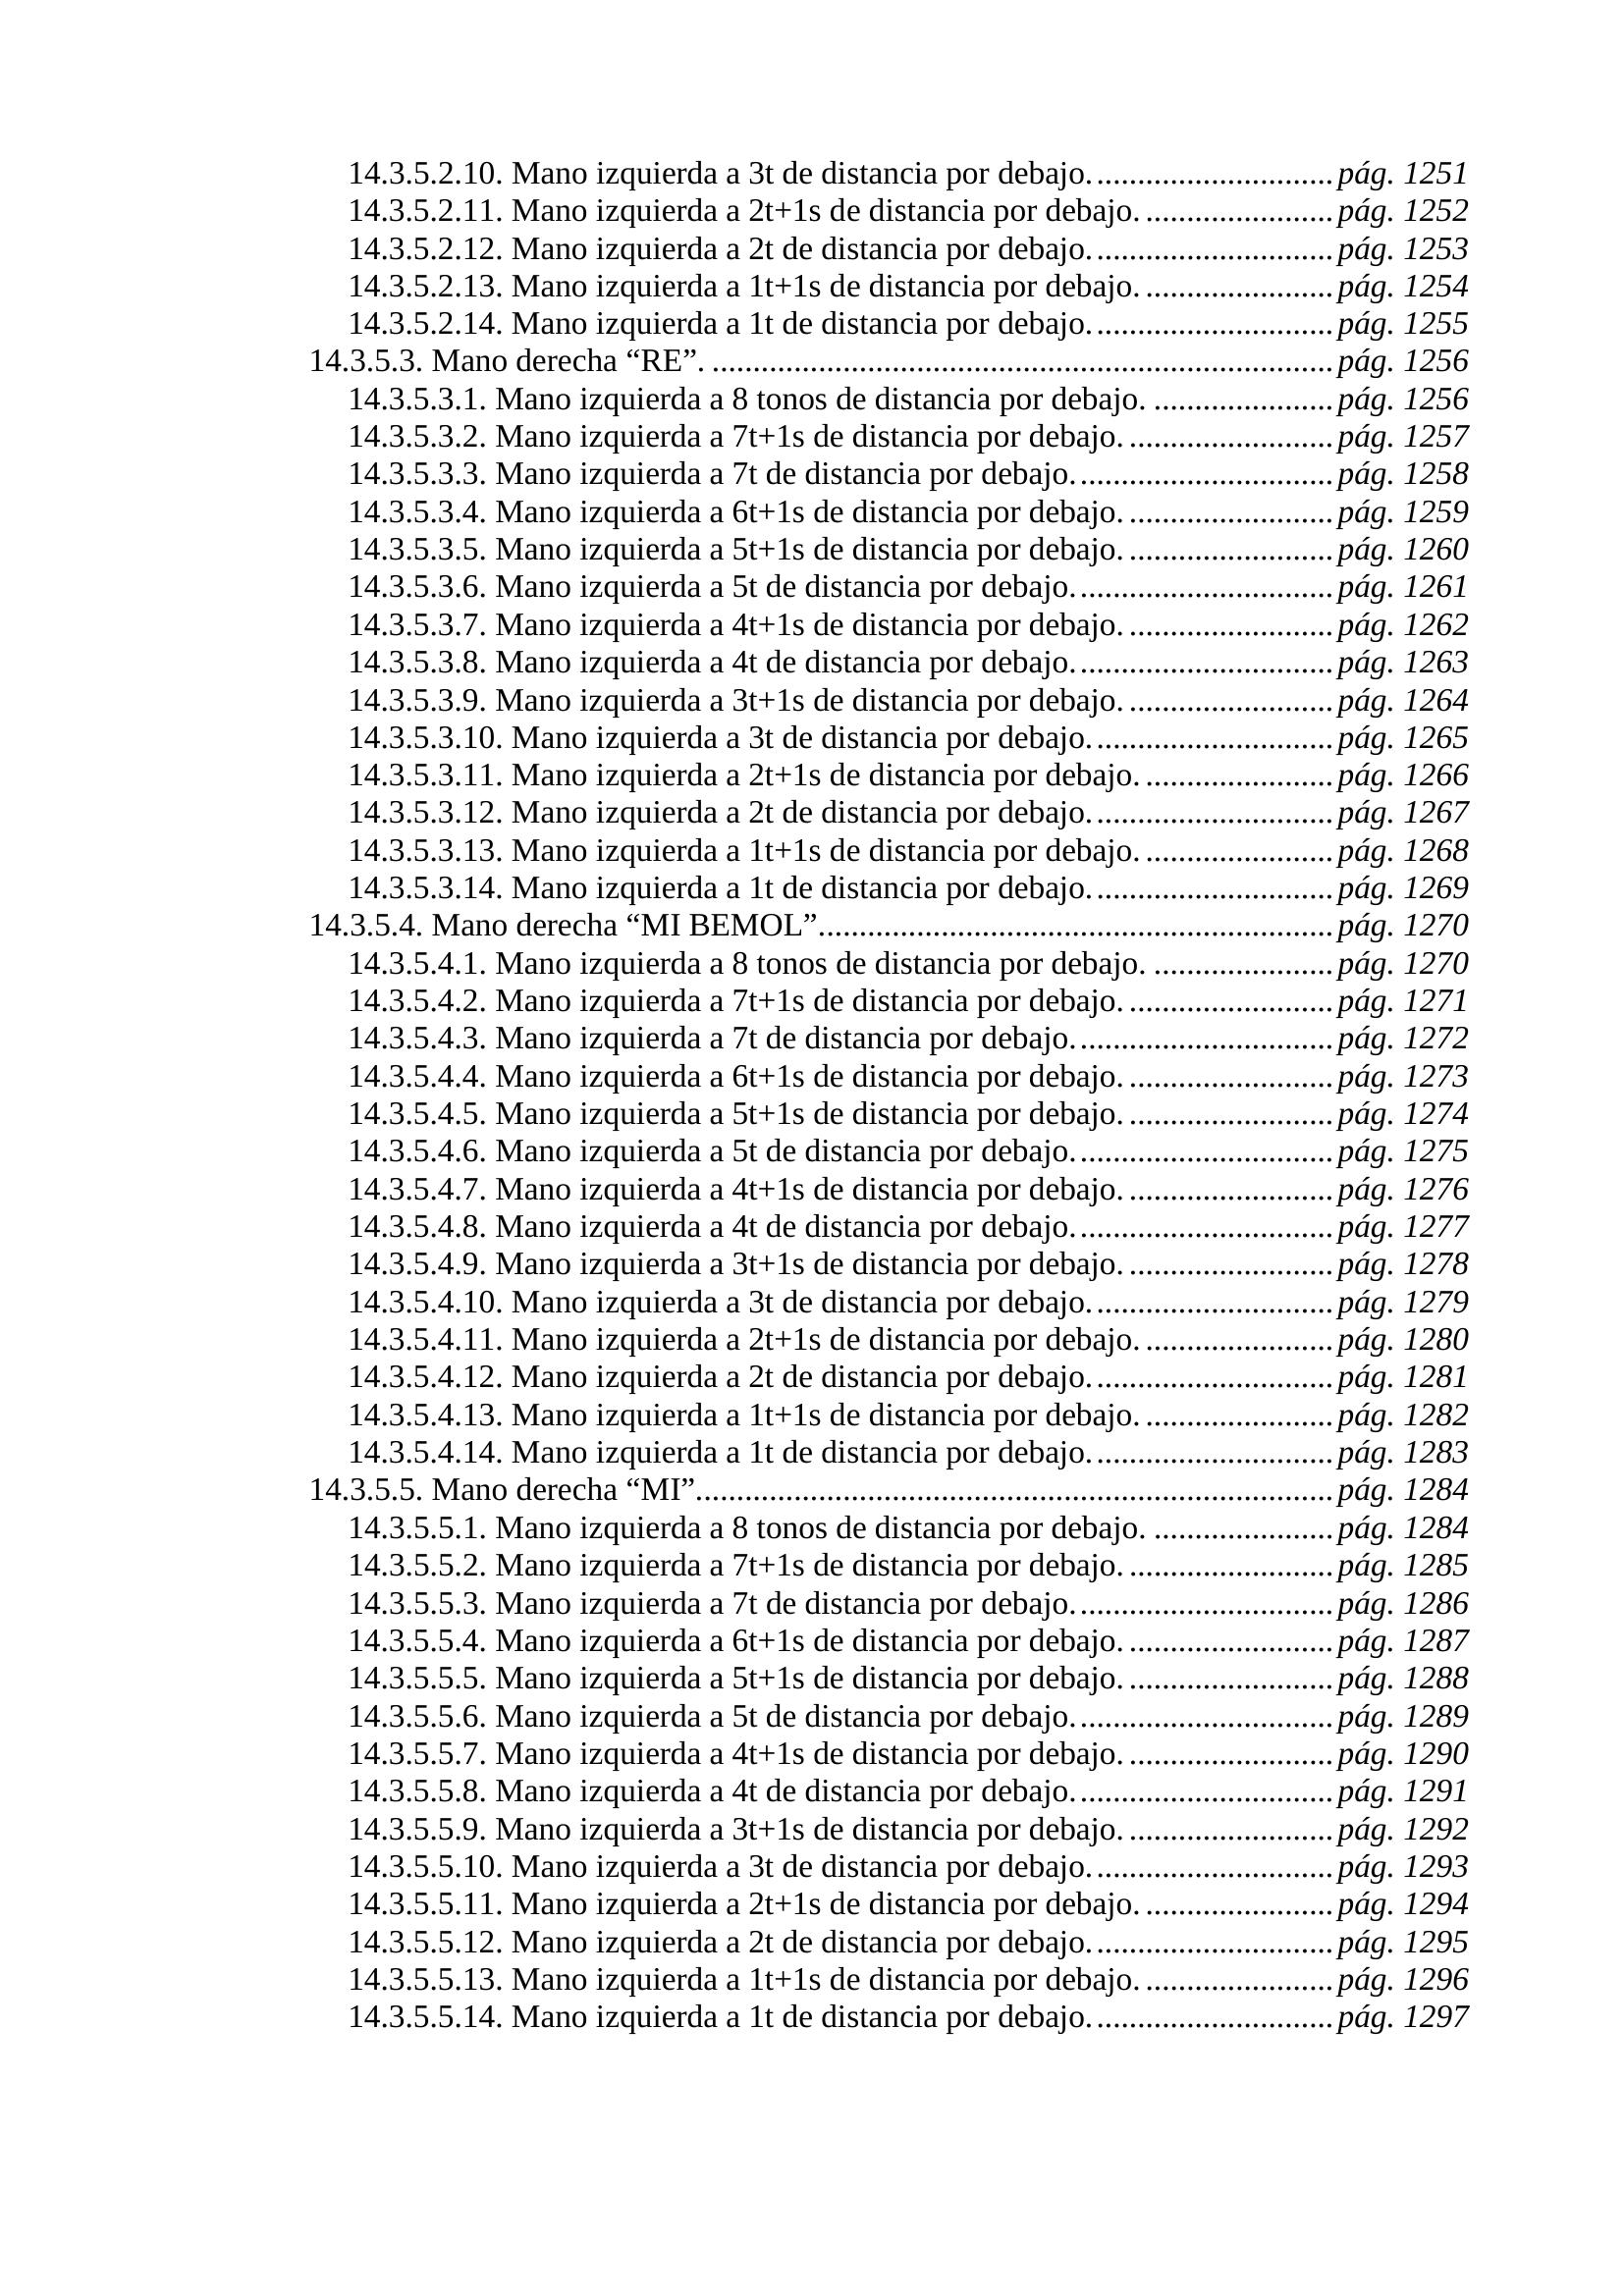 14.3.5.2.10. Mano izquierda a 3t de distancia por debajo. ............................. pág. 1251
14.3.5.2.11. Mano izquierda a 2t+1s de distancia por debajo. ....................... pág. 1252
14.3.5.2.12. Mano izquierda a 2t de distancia por debajo. ............................. pág. 1253
14.3.5.2.13. Mano izquierda a 1t+1s de distancia por debajo. ....................... pág. 1254
14.3.5.2.14. Mano izquierda a 1t de distancia por debajo. ............................. pág. 1255
14.3.5.3. Mano derecha “RE”. ............................................................................ pág. 1256
14.3.5.3.1. Mano izquierda a 8 tonos de distancia por debajo. ...................... pág. 1256
14.3.5.3.2. Mano izquierda a 7t+1s de distancia por debajo. ......................... pág. 1257
14.3.5.3.3. Mano izquierda a 7t de distancia por debajo. ............................... pág. 1258
14.3.5.3.4. Mano izquierda a 6t+1s de distancia por debajo. ......................... pág. 1259
14.3.5.3.5. Mano izquierda a 5t+1s de distancia por debajo. ......................... pág. 1260
14.3.5.3.6. Mano izquierda a 5t de distancia por debajo. ............................... pág. 1261
14.3.5.3.7. Mano izquierda a 4t+1s de distancia por debajo. ......................... pág. 1262
14.3.5.3.8. Mano izquierda a 4t de distancia por debajo. ............................... pág. 1263
14.3.5.3.9. Mano izquierda a 3t+1s de distancia por debajo. ......................... pág. 1264
14.3.5.3.10. Mano izquierda a 3t de distancia por debajo. ............................. pág. 1265
14.3.5.3.11. Mano izquierda a 2t+1s de distancia por debajo. ....................... pág. 1266
14.3.5.3.12. Mano izquierda a 2t de distancia por debajo. ............................. pág. 1267
14.3.5.3.13. Mano izquierda a 1t+1s de distancia por debajo. ....................... pág. 1268
14.3.5.3.14. Mano izquierda a 1t de distancia por debajo. ............................. pág. 1269
14.3.5.4. Mano derecha “MI BEMOL”............................................................... pág. 1270
14.3.5.4.1. Mano izquierda a 8 tonos de distancia por debajo. ...................... pág. 1270
14.3.5.4.2. Mano izquierda a 7t+1s de distancia por debajo. ......................... pág. 1271
14.3.5.4.3. Mano izquierda a 7t de distancia por debajo. ............................... pág. 1272
14.3.5.4.4. Mano izquierda a 6t+1s de distancia por debajo. ......................... pág. 1273
14.3.5.4.5. Mano izquierda a 5t+1s de distancia por debajo. ......................... pág. 1274
14.3.5.4.6. Mano izquierda a 5t de distancia por debajo. ............................... pág. 1275
14.3.5.4.7. Mano izquierda a 4t+1s de distancia por debajo. ......................... pág. 1276
14.3.5.4.8. Mano izquierda a 4t de distancia por debajo. ............................... pág. 1277
14.3.5.4.9. Mano izquierda a 3t+1s de distancia por debajo. ......................... pág. 1278
14.3.5.4.10. Mano izquierda a 3t de distancia por debajo. ............................. pág. 1279
14.3.5.4.11. Mano izquierda a 2t+1s de distancia por debajo. ....................... pág. 1280
14.3.5.4.12. Mano izquierda a 2t de distancia por debajo. ............................. pág. 1281
14.3.5.4.13. Mano izquierda a 1t+1s de distancia por debajo. ....................... pág. 1282
14.3.5.4.14. Mano izquierda a 1t de distancia por debajo. ............................. pág. 1283
14.3.5.5. Mano derecha “MI”.............................................................................. pág. 1284
14.3.5.5.1. Mano izquierda a 8 tonos de distancia por debajo. ...................... pág. 1284
14.3.5.5.2. Mano izquierda a 7t+1s de distancia por debajo. ......................... pág. 1285
14.3.5.5.3. Mano izquierda a 7t de distancia por debajo. ............................... pág. 1286
14.3.5.5.4. Mano izquierda a 6t+1s de distancia por debajo. ......................... pág. 1287
14.3.5.5.5. Mano izquierda a 5t+1s de distancia por debajo. ......................... pág. 1288
14.3.5.5.6. Mano izquierda a 5t de distancia por debajo. ............................... pág. 1289
14.3.5.5.7. Mano izquierda a 4t+1s de distancia por debajo. ......................... pág. 1290
14.3.5.5.8. Mano izquierda a 4t de distancia por debajo. ............................... pág. 1291
14.3.5.5.9. Mano izquierda a 3t+1s de distancia por debajo. ......................... pág. 1292
14.3.5.5.10. Mano izquierda a 3t de distancia por debajo. ............................. pág. 1293
14.3.5.5.11. Mano izquierda a 2t+1s de distancia por debajo. ....................... pág. 1294
14.3.5.5.12. Mano izquierda a 2t de distancia por debajo. ............................. pág. 1295
14.3.5.5.13. Mano izquierda a 1t+1s de distancia por debajo. ....................... pág. 1296
14.3.5.5.14. Mano izquierda a 1t de distancia por debajo. ............................. pág. 1297